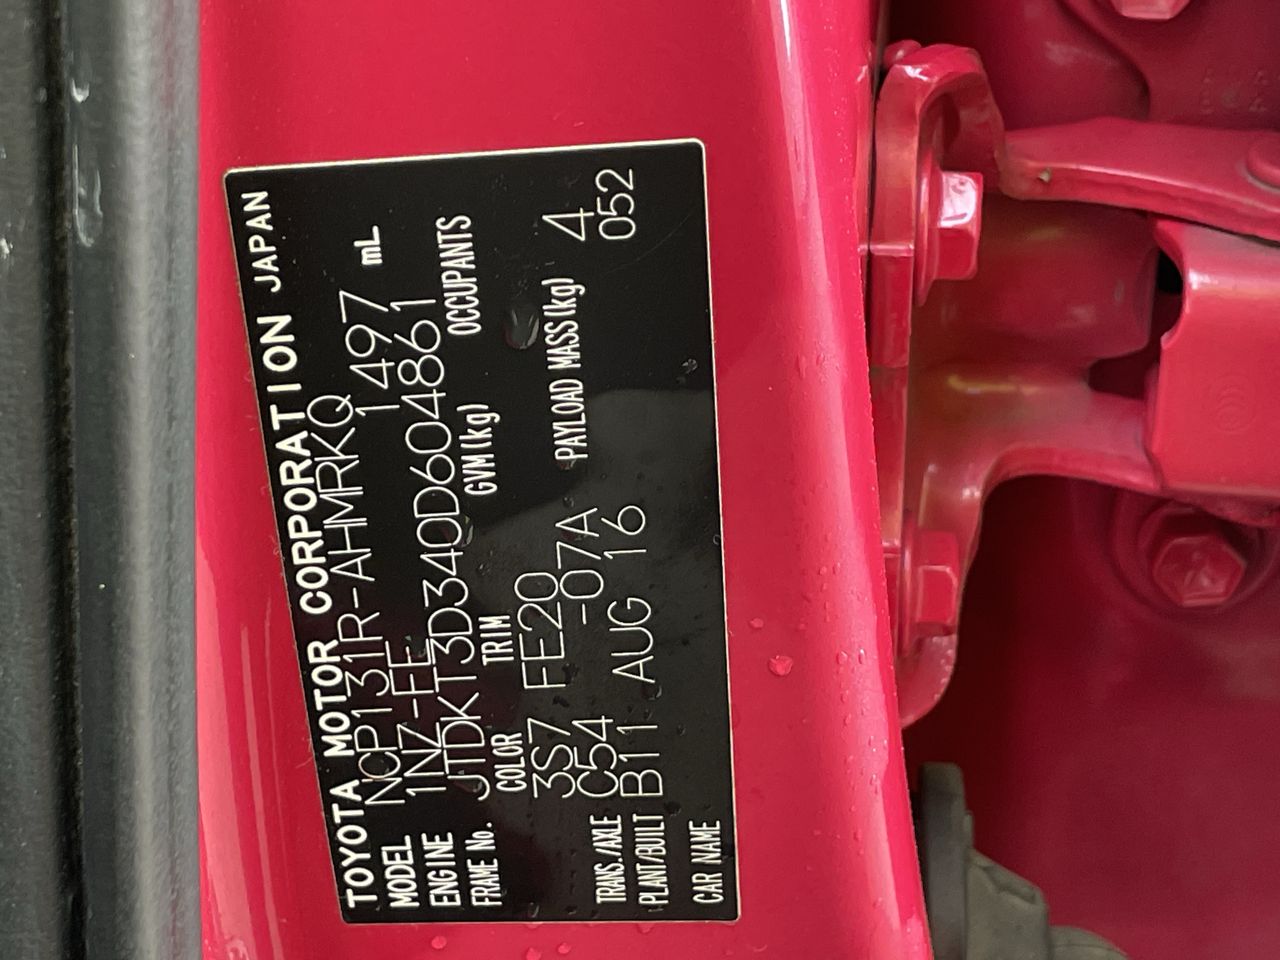 TOYOTA MOTOR CORPORATION JAPAN
MODEL NCP131R-AHMRKQ
ENGINE 1NZ-FE 1497 mL
FRAME No. JTDKT3D340D604861
COLOR TRIM GVM(kg) OCCUPANTS
3S7 FE20
TRANS./AXLE C54 -07A PAYLOAD MASS(kg) 4
PLANT/BUILT B11 AUG 16 052
CAR NAME